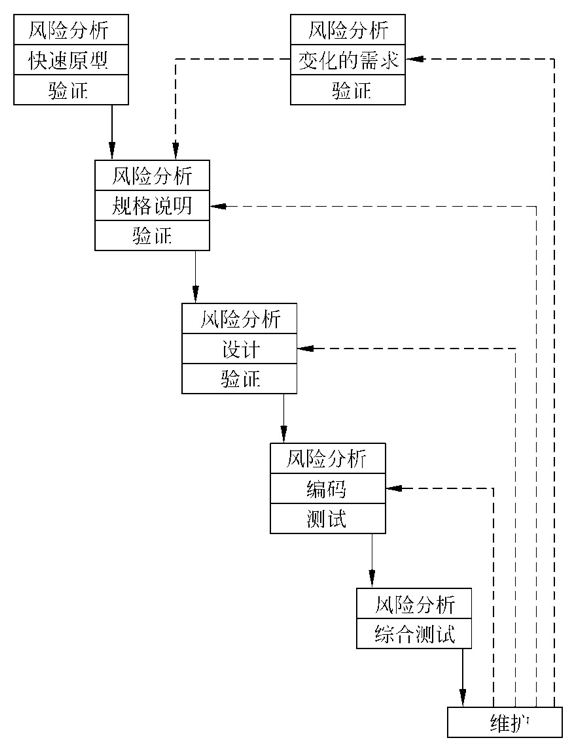 风险分析
快速原型
验证
风险分析
变化的需求
验证
风险分析
规格说明
验证
风险分析
设计
验证
风险分析
编码
测试
风险分析
综合测试
维护